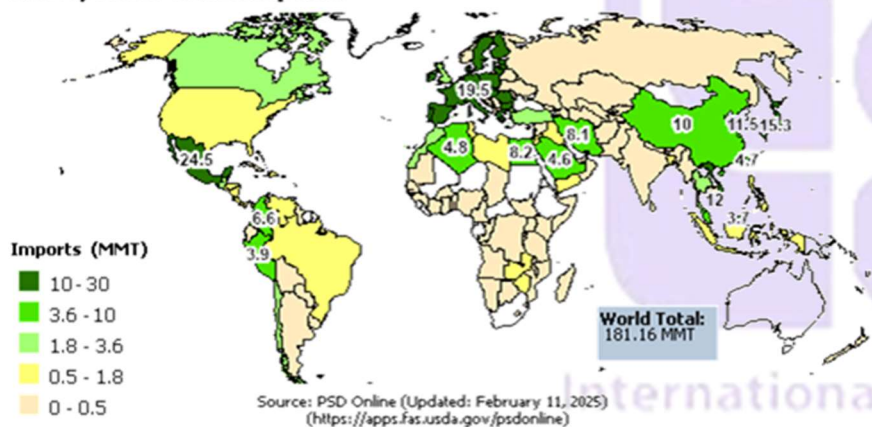 19.5
10
11.5
15.3
8.1
4.8
8.2
4.6
4.7
24.5
12
6.6
3.7
3.9
Imports (MMT)
10 - 30
3.6 - 10
1.8 - 3.6
0.5 - 1.8
0 - 0.5
World Total:
181.16 MMT
Source: PSD Online (Updated: February 11, 2025)
(https://apps.fas.usda.gov/psdonline)
Internationa